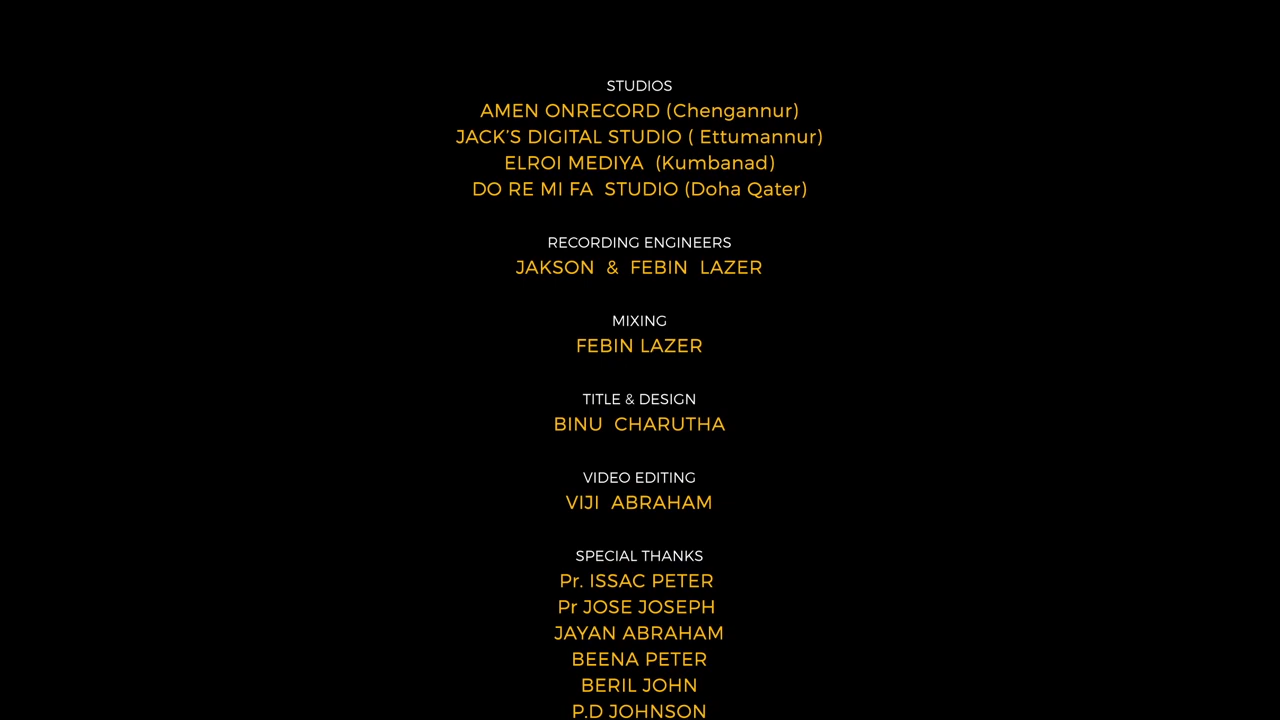 STUDIOS
AMEN ONRECORD (Chengannur)
JACK'S DIGITAL STUDIO ( Ettumannur)
ELROI MEDIYA  (Kumbanad)
DO RE MI FA  STUDIO (Doha Qater)
RECORDING ENGINEERS
JAKSON  &  FEBIN  LAZER
MIXING
FEBIN LAZER
TITLE & DESIGN
BINU  CHARUTHA
VIDEO EDITING
VIJI  ABRAHAM
SPECIAL THANKS
Pr. ISSAC PETER
Pr JOSE JOSEPH
JAYAN ABRAHAM
BEENA PETER
BERIL JOHN
P.D JOHNSON